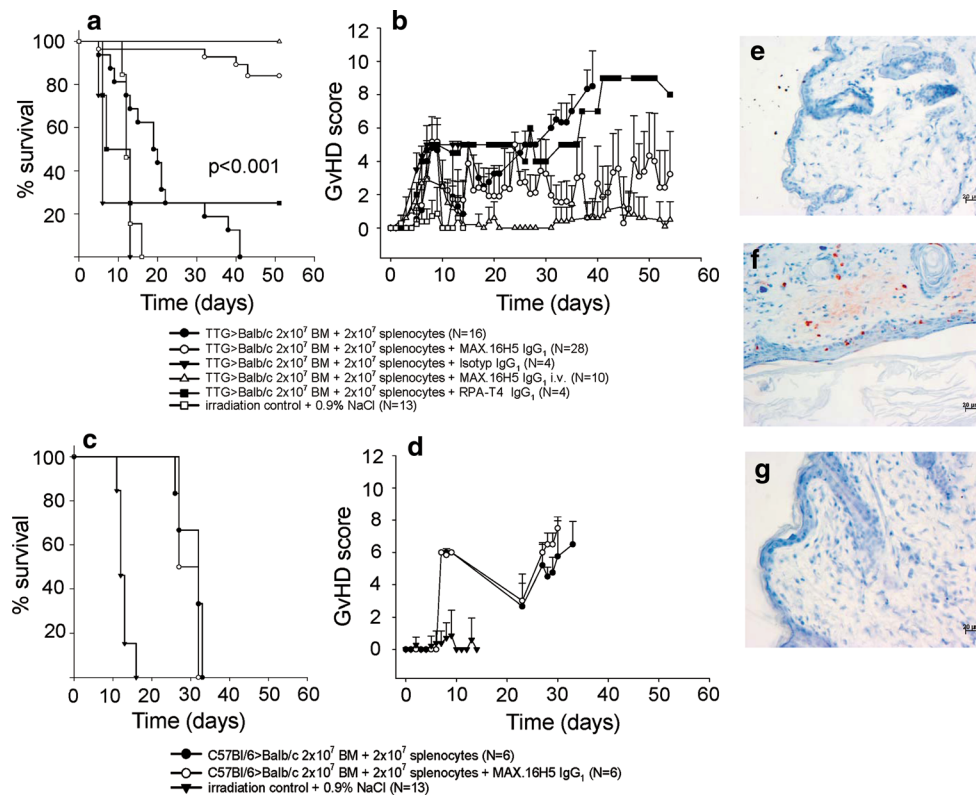 a
100
80
60
40
20
% survival
p<0.001
0 10 20 30 40 50 60
Time (days)
b
12
10
8
6
4
2
0
GvHD score
0 10 20 30 40 50 60
Time (days)
TTG>Balb/c 2x10⁷ BM + 2x10⁷ splenocytes (N=16)
TTG>Balb/c 2x10⁷ BM + 2x10⁷ splenocytes + MAX.16H5 IgG₁ (N=28)
TTG>Balb/c 2x10⁷ BM + 2x10⁷ splenocytes + Isotyp IgG₁ (N=4)
TTG>Balb/c 2x10⁷ BM + 2x10⁷ splenocytes + MAX.16H5 IgG₁ i.v. (N=10)
TTG>Balb/c 2x10⁷ BM + 2x10⁷ splenocytes + RPA-T4 IgG₁ (N=4)
irradiation control + 0.9% NaCl (N=13)
c
100
80
60
40
20
% survival
0 10 20 30 40 50 60
Time (days)
d
12
10
8
6
4
2
0
GvHD score
0 10 20 30 40 50 60
Time (days)
C57Bl/6>Balb/c 2x10⁷ BM + 2x10⁷ splenocytes (N=6)
C57Bl/6>Balb/c 2x10⁷ BM + 2x10⁷ splenocytes + MAX.16H5 IgG₁ (N=6)
irradiation control + 0.9% NaCl (N=13)
e
20 µm
f
20 µm
g
20 µm